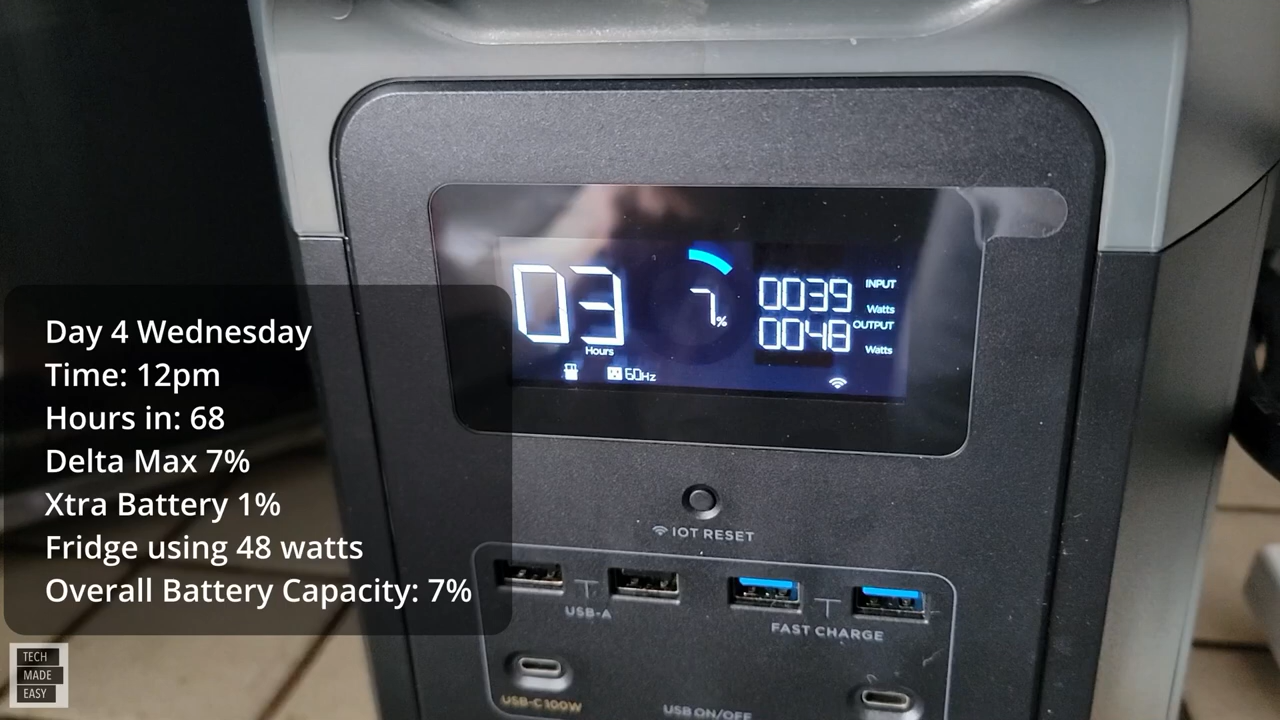 03
Hours
7%
0039 INPUT Watts
0048 OUTPUT Watts
60Hz
IOT RESET
USB-A
FAST CHARGE
USB-C 100W
USB ON/OFF
Day 4 Wednesday
Time: 12pm
Hours in: 68
Delta Max 7%
Xtra Battery 1%
Fridge using 48 watts
Overall Battery Capacity: 7%
TECH
MADE
EASY